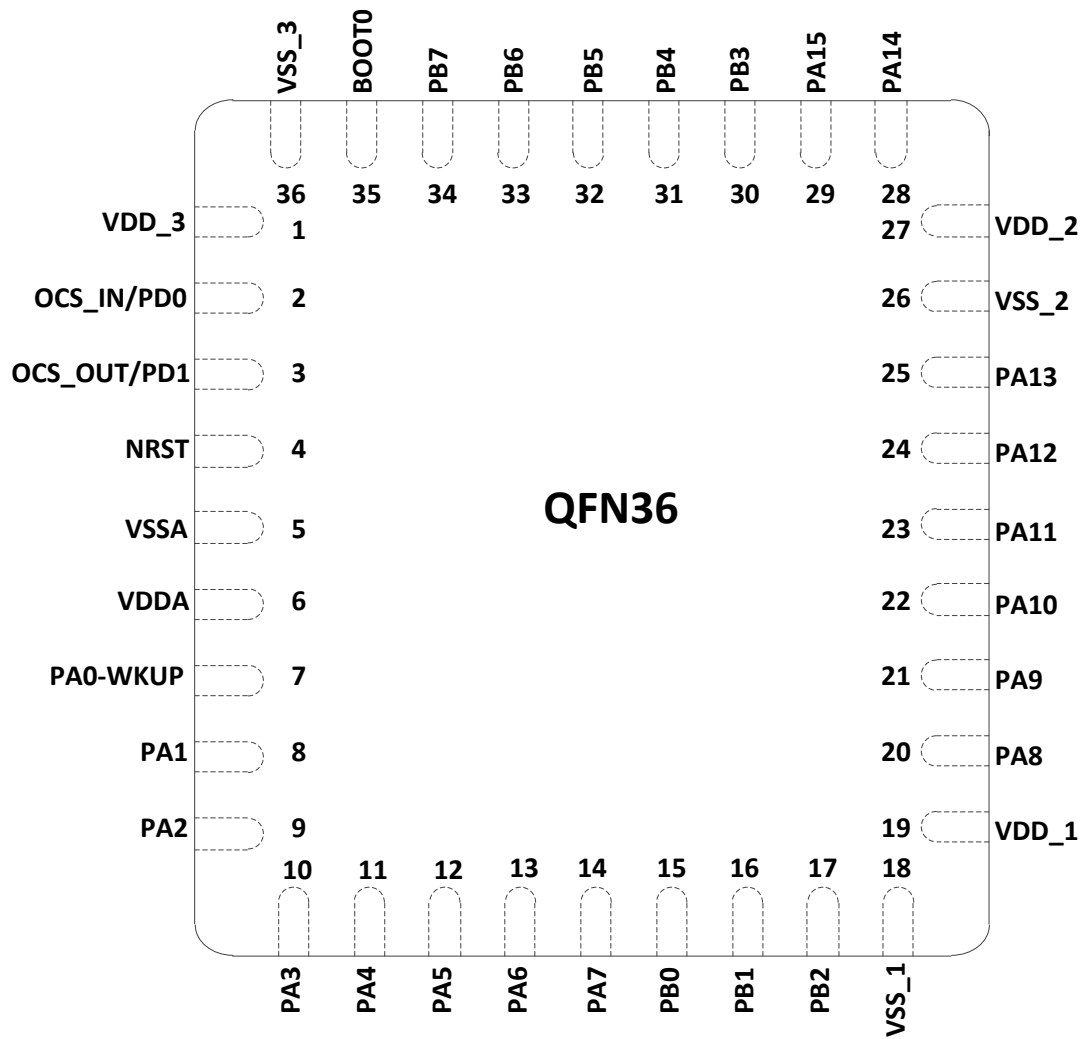 VSS_3
BOOT0
PB7
PB6
PB5
PB4
PB3
PA15
PA14
36 35 34 33 32 31 30 29 28
VDD_3 1 27 VDD_2
OCS_IN/PD0 2 26 VSS_2
OCS_OUT/PD1 3 25 PA13
NRST 4 24 PA12
QFN36
VSSA 5 23 PA11
VDDA 6 22 PA10
PA0-WKUP 7 21 PA9
PA1 8 20 PA8
PA2 9 19 VDD_1
10 11 12 13 14 15 16 17 18
PA3
PA4
PA5
PA6
PA7
PB0
PB1
PB2
VSS_1